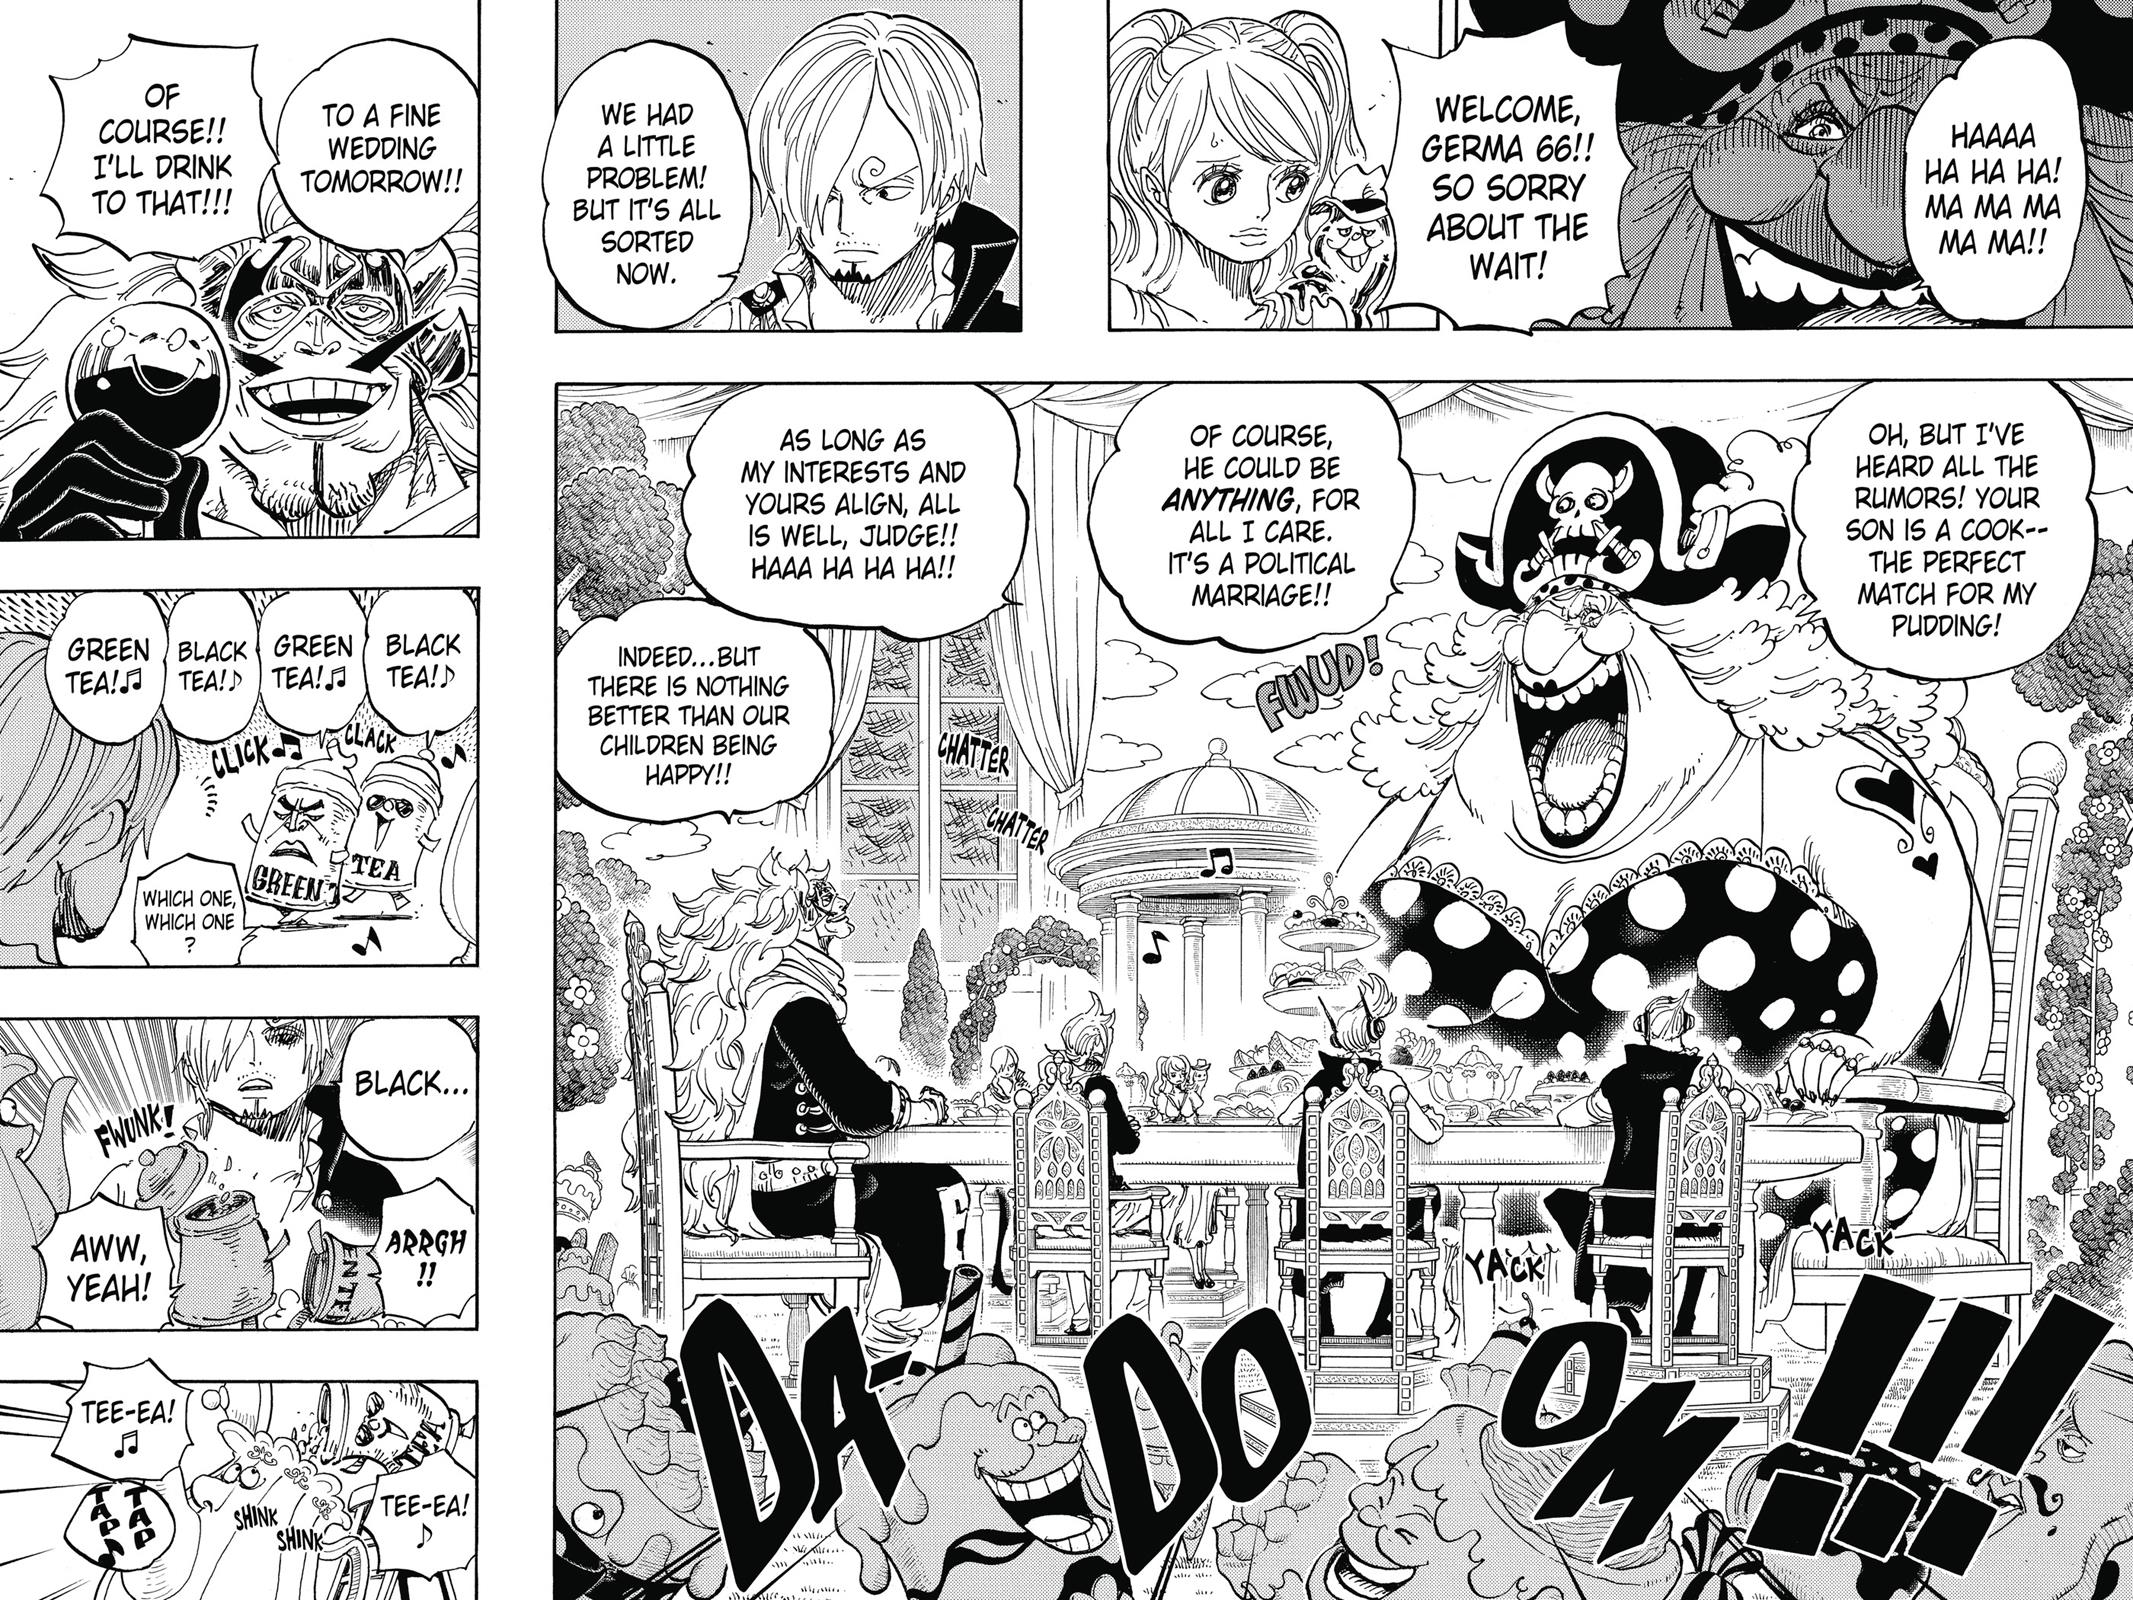 HAAAA
HA HA HA!
MA MA MA
MA MA!!
WELCOME,
GERMA 66!!
SO SORRY
ABOUT THE
WAIT!
WE HAD
A LITTLE
PROBLEM!
BUT IT'S ALL
SORTED
NOW.
OH, BUT I'VE
HEARD ALL THE
RUMORS! YOUR
SON IS A COOK--
THE PERFECT
MATCH FOR MY
PUDDING!
OF COURSE,
HE COULD BE
ANYTHING, FOR
ALL I CARE.
IT'S A POLITICAL
MARRIAGE!!
FWUD!
AS LONG AS
MY INTERESTS AND
YOURS ALIGN, ALL
IS WELL, JUDGE!!
HAAA HA HA HA!!
INDEED...BUT
THERE IS NOTHING
BETTER THAN OUR
CHILDREN BEING
HAPPY!!
CHATTER
CHATTER
YACK
YACK
DA-
DO
OM!!!
TO A FINE
WEDDING
TOMORROW!!
OF
COURSE!!
I'LL DRINK
TO THAT!!!
BLACK
TEA!♪
GREEN
TEA!♫
BLACK
TEA!♪
GREEN
TEA!♫
CLACK
CLICK♫
GREEN
TEA
WHICH ONE,
WHICH ONE
?
BLACK...
FWUNK!
ARRGH
!!
AWW,
YEAH!
TEE-EA!
♫
TEE-EA!
♪
SHINK
SHINK
TAP
TAP♪